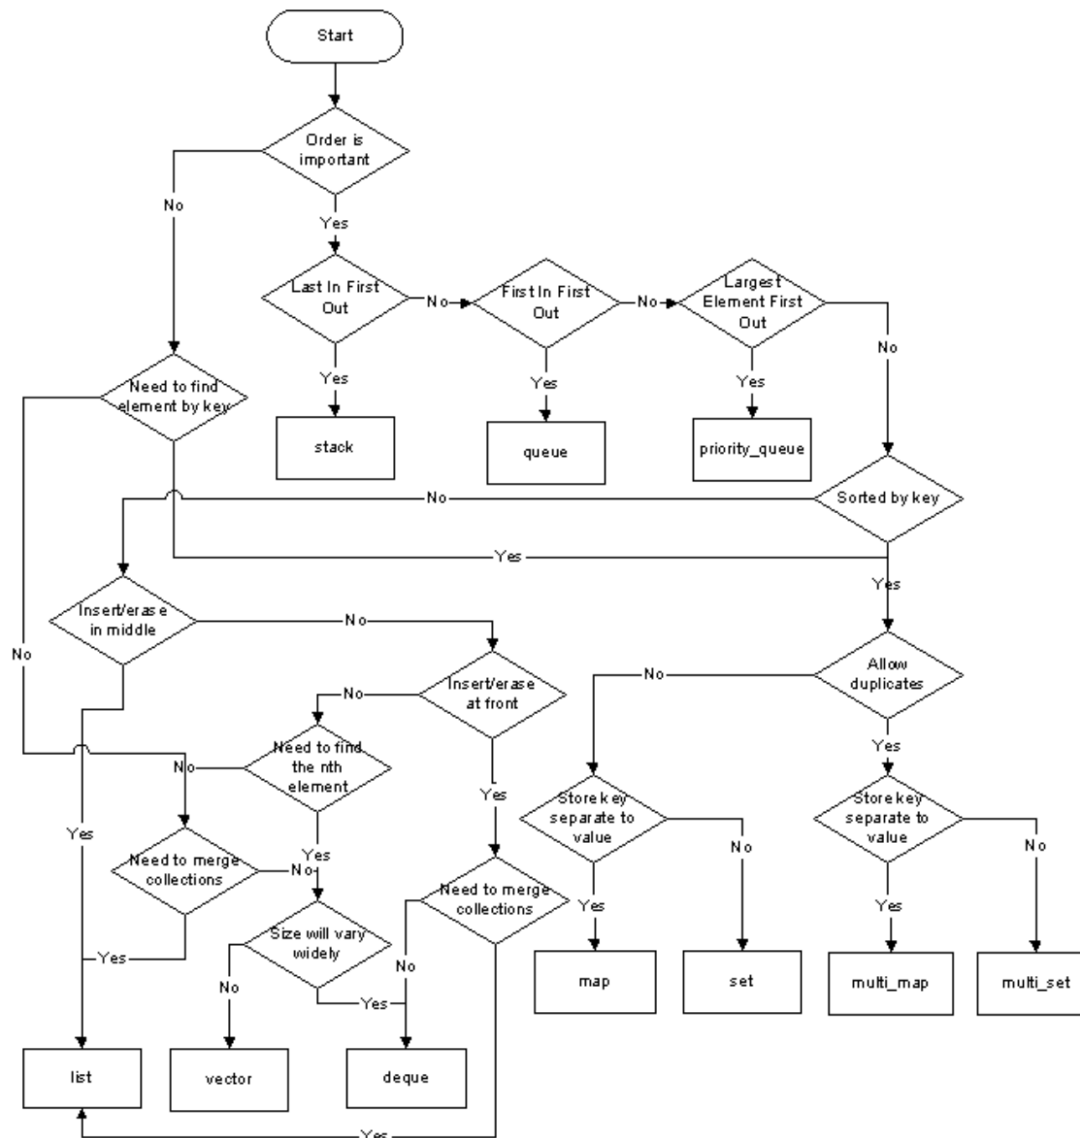 Start
Order is
important
No
Yes
Last In First
Out
No
First In First
Out
No
Largest
Element First
Out
No
Yes
Yes
Yes
Need to find
element by key
stack
queue
priority_queue
No
Sorted by key
Yes
Yes
Insert/erase
in middle
No
No
Insert/erase
at front
No
Allow
duplicates
No
Need to find
the nth
element
No
Yes
Yes
Store key
separate to
value
No
Store key
separate to
value
No
Yes
Yes
Need to merge
collections
No
Need to merge
collections
Yes
Yes
Size will vary
widely
Yes
No
No
Yes
map
set
multi_map
multi_set
list
vector
deque
Yes